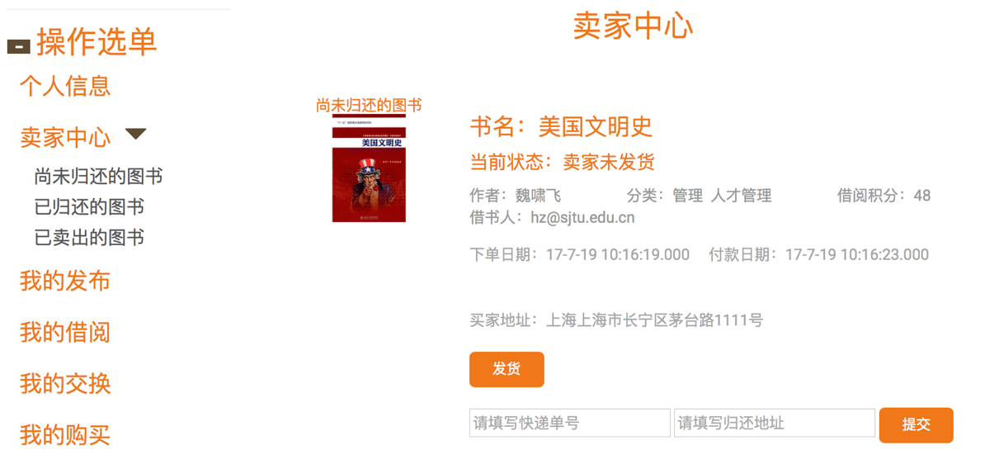 操作选单
个人信息
卖家中心
尚未归还的图书
已归还的图书
已卖出的图书
我的发布
我的借阅
我的交换
我的购买
卖家中心
尚未归还的图书
美国文明史
书名：美国文明史
当前状态：卖家未发货
作者：魏啸飞 分类：管理 人才管理 借阅积分：48
借书人：hz@sjtu.edu.cn
下单日期：17-7-19 10:16:19.000 付款日期：17-7-19 10:16:23.000
买家地址：上海上海市长宁区茅台路1111号
发货
请填写快递单号 请填写归还地址 提交